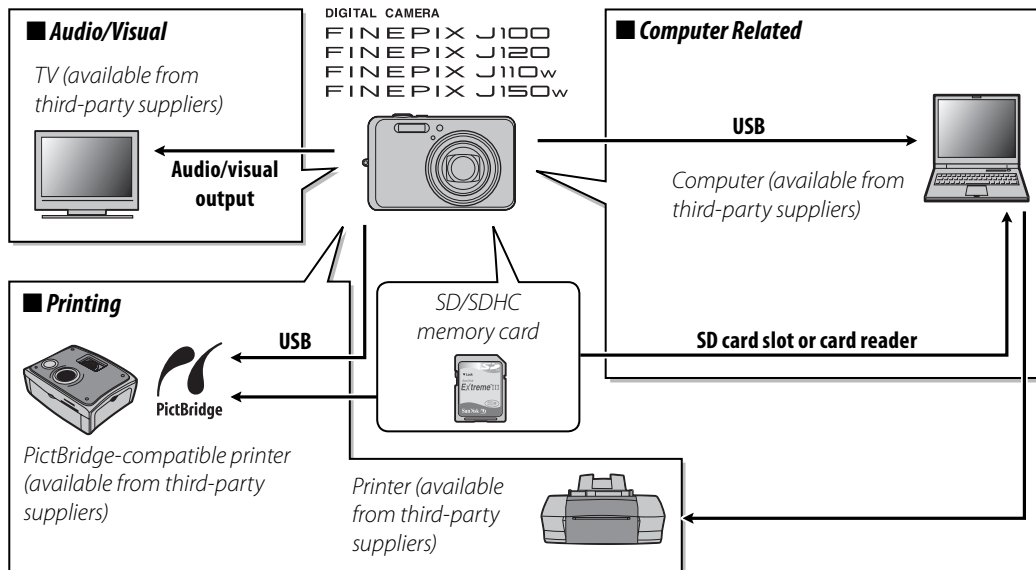 ■ Audio/Visual
TV (available from
third-party suppliers)
Audio/visual
output
DIGITAL CAMERA
FINEPIX J100
FINEPIX J120
FINEPIX J110w
FINEPIX J150w
■ Computer Related
USB
Computer (available from
third-party suppliers)
SD card slot or card reader
SD/SDHC
memory card
Lock
SanDisk
Extreme III
SanDisk
■ Printing
USB
PictBridge
PictBridge-compatible printer
(available from third-party
suppliers)
Printer (available
from third-party
suppliers)